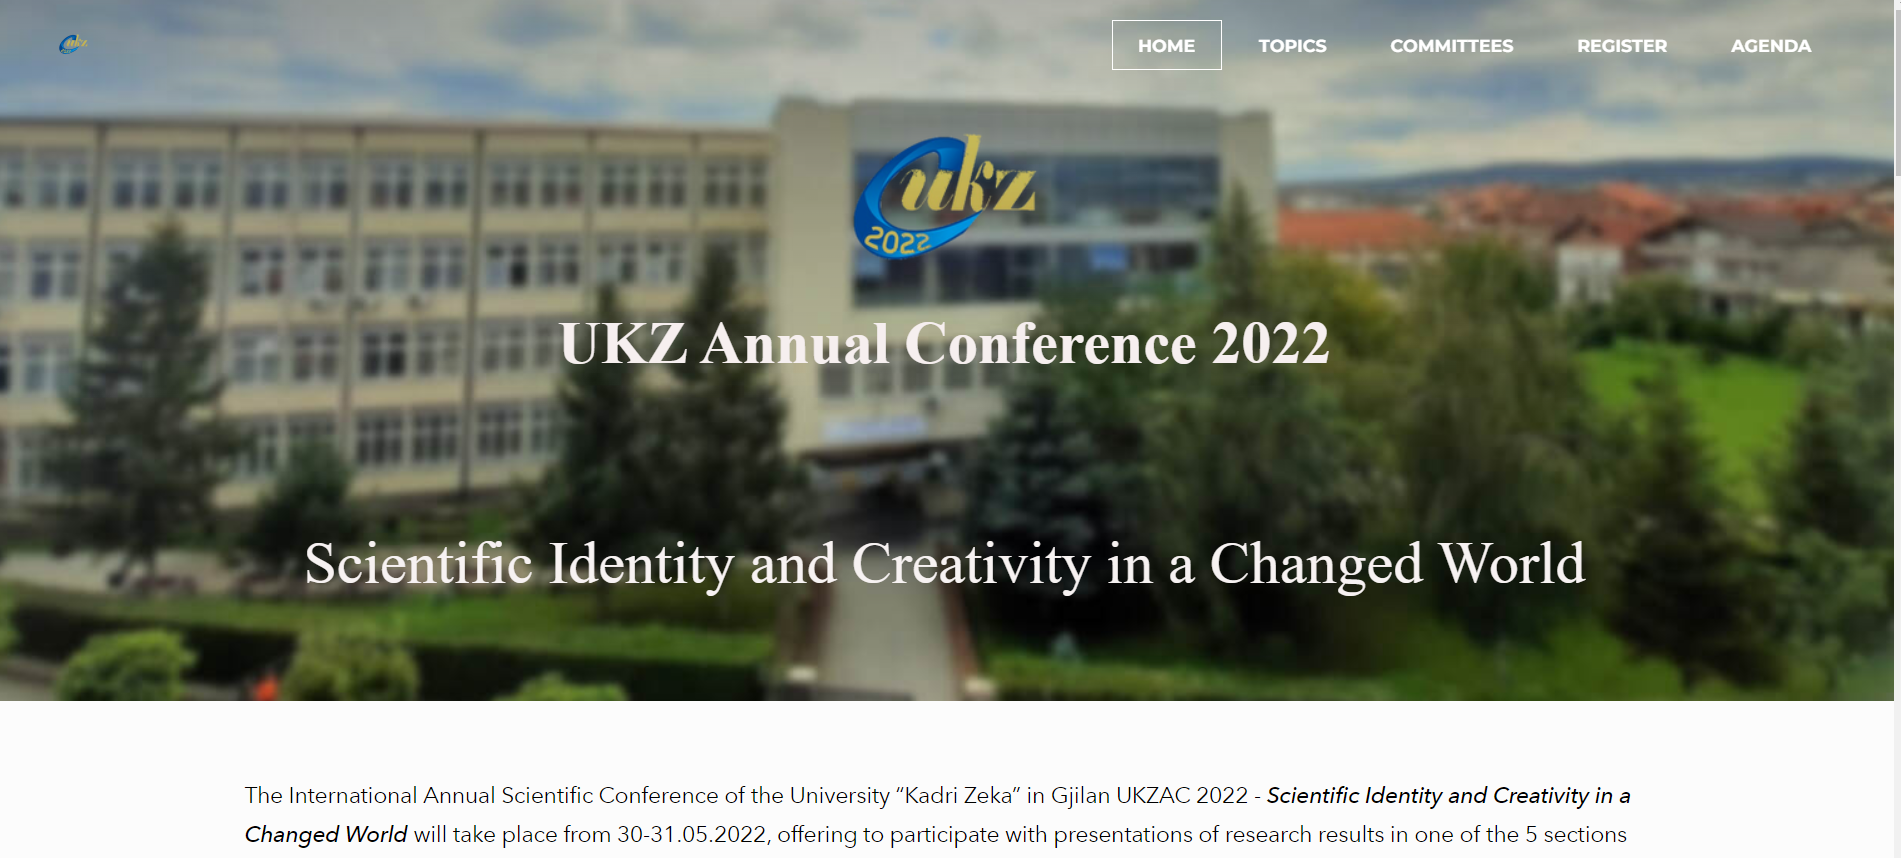 ukz
HOME
TOPICS
COMMITTEES
REGISTER
AGENDA
ukz
2022
UKZ Annual Conference 2022
Scientific Identity and Creativity in a Changed World
The International Annual Scientific Conference of the University “Kadri Zeka” in Gjilan UKZAC 2022 - Scientific Identity and Creativity in a
Changed World will take place from 30-31.05.2022, offering to participate with presentations of research results in one of the 5 sections